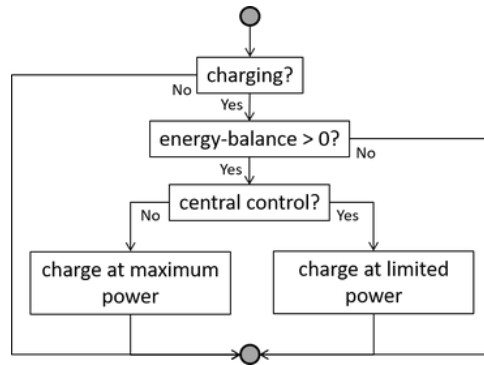 charging?
No
Yes
energy-balance > 0?
No
Yes
central control?
No
Yes
charge at maximum
power
charge at limited
power